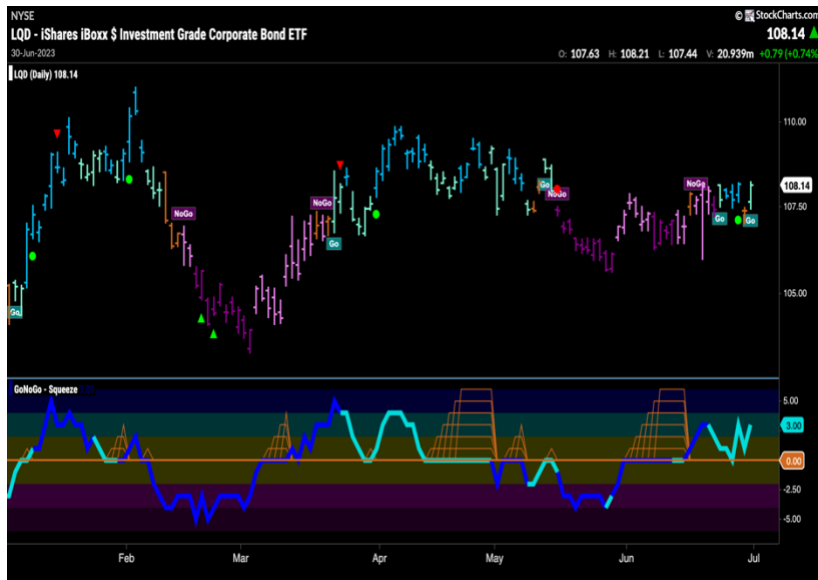 NYSE
© StockCharts.com
LQD - iShares iBoxx $ Investment Grade Corporate Bond ETF
108.14
30-Jun-2023
O: 107.63 H: 108.21 L: 107.44 V: 20.939m +0.79 (+0.74%)
LQD (Daily) 108.14
110.00
NoGo
NoGo
NoGo
Go
NoGo
108.14
107.50
Go
Go
Go
105.00
Go
GoNoGo - Squeeze
5.00
3.00
0.00
-2.50
-5.00
Feb Mar Apr May Jun Jul